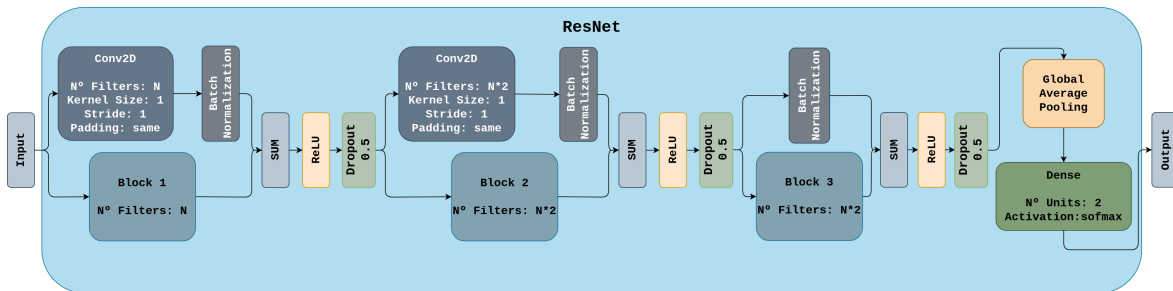 ResNet
Input
Conv2D
Nº Filters: N
Kernel Size: 1
Stride: 1
Padding: same
Batch
Normalization
Block 1
Nº Filters: N
SUM
ReLU
Dropout
0.5
Conv2D
Nº Filters: N*2
Kernel Size: 1
Stride: 1
Padding: same
Batch
Normalization
Block 2
Nº Filters: N*2
SUM
ReLU
Dropout
0.5
Batch
Normalization
Block 3
Nº Filters: N*2
SUM
ReLU
Dropout
0.5
Global
Average
Pooling
Dense
Nº Units: 2
Activation:sofmax
Output